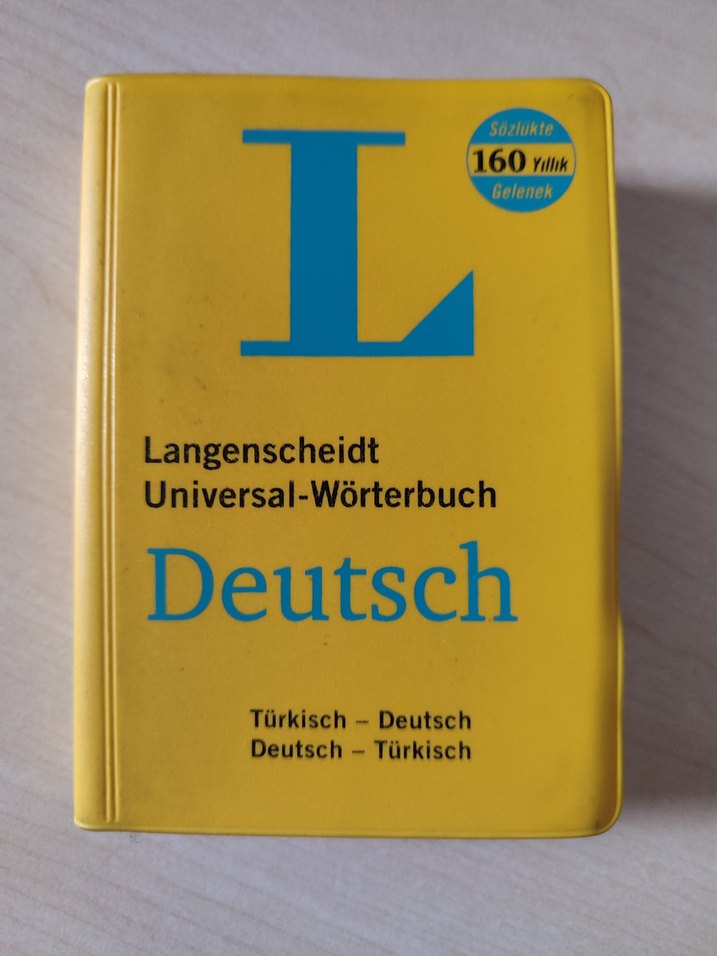 L
Sözlükte
160 Yıllık
Gelenek
Langenscheidt
Universal-Wörterbuch
Deutsch
Türkisch – Deutsch
Deutsch – Türkisch